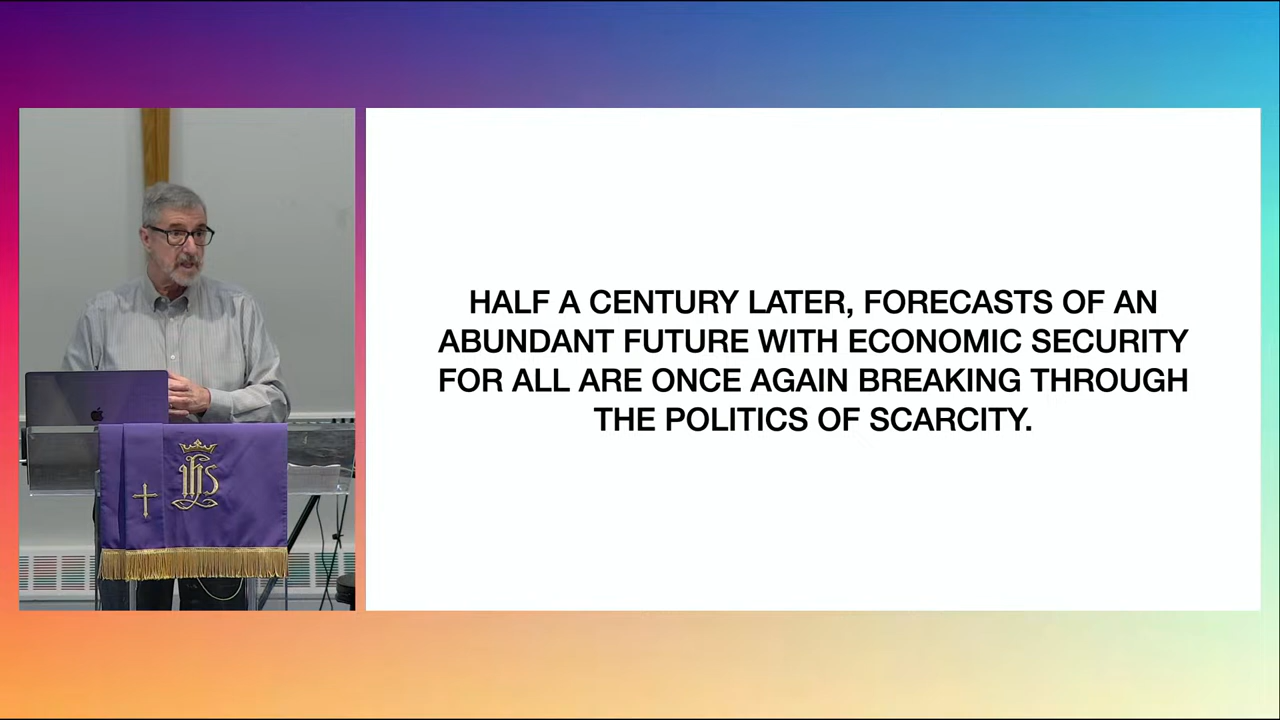 HALF A CENTURY LATER, FORECASTS OF AN
ABUNDANT FUTURE WITH ECONOMIC SECURITY
FOR ALL ARE ONCE AGAIN BREAKING THROUGH
THE POLITICS OF SCARCITY.
IHS